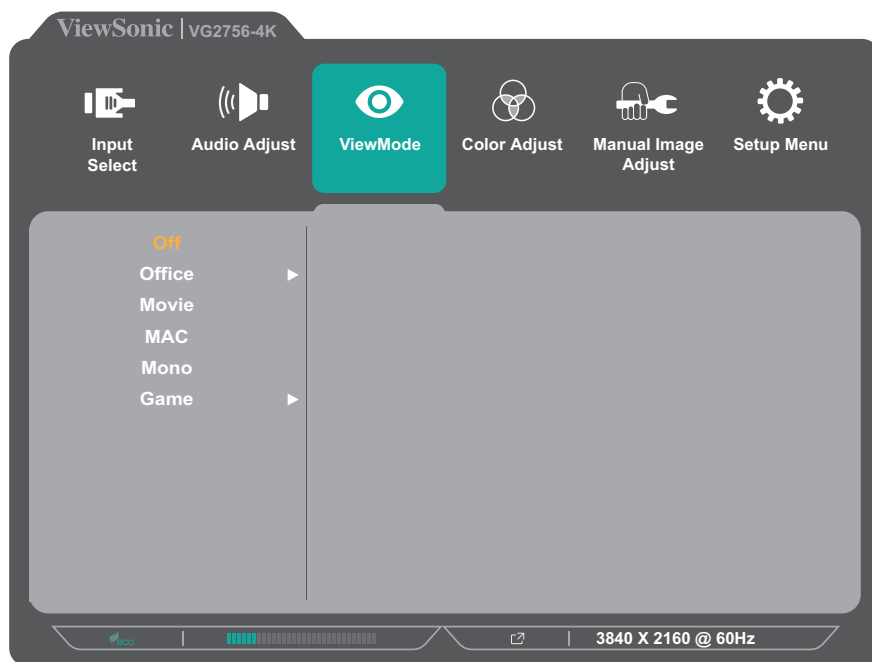 ViewSonic | VG2756-4K
Input Select
Audio Adjust
ViewMode
Color Adjust
Manual Image Adjust
Setup Menu
Off
Office
Movie
MAC
Mono
Game
eco
3840 X 2160 @ 60Hz